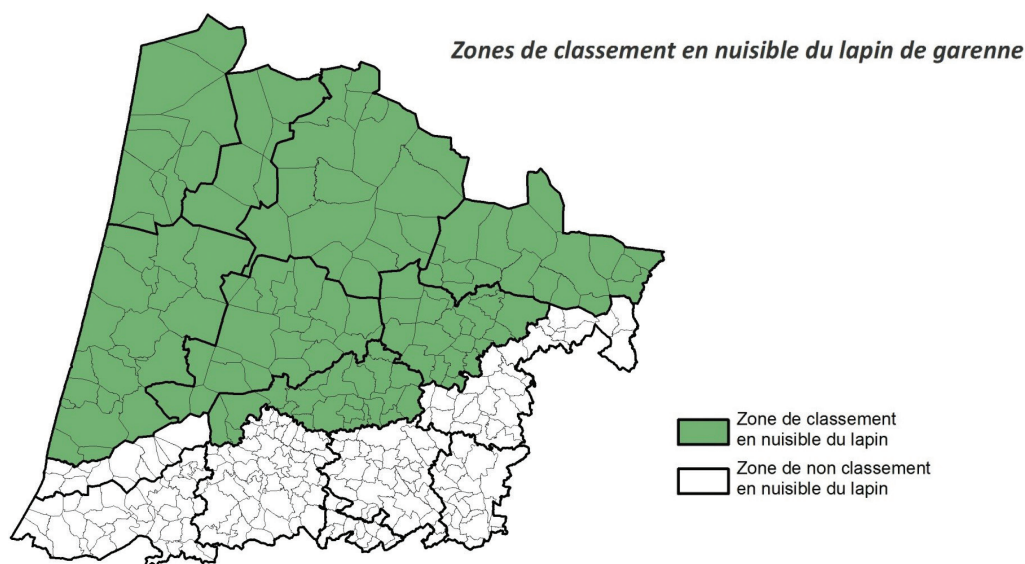 Zones de classement en nuisible du lapin de garenne
Zone de classement
en nuisible du lapin
Zone de non classement
en nuisible du lapin